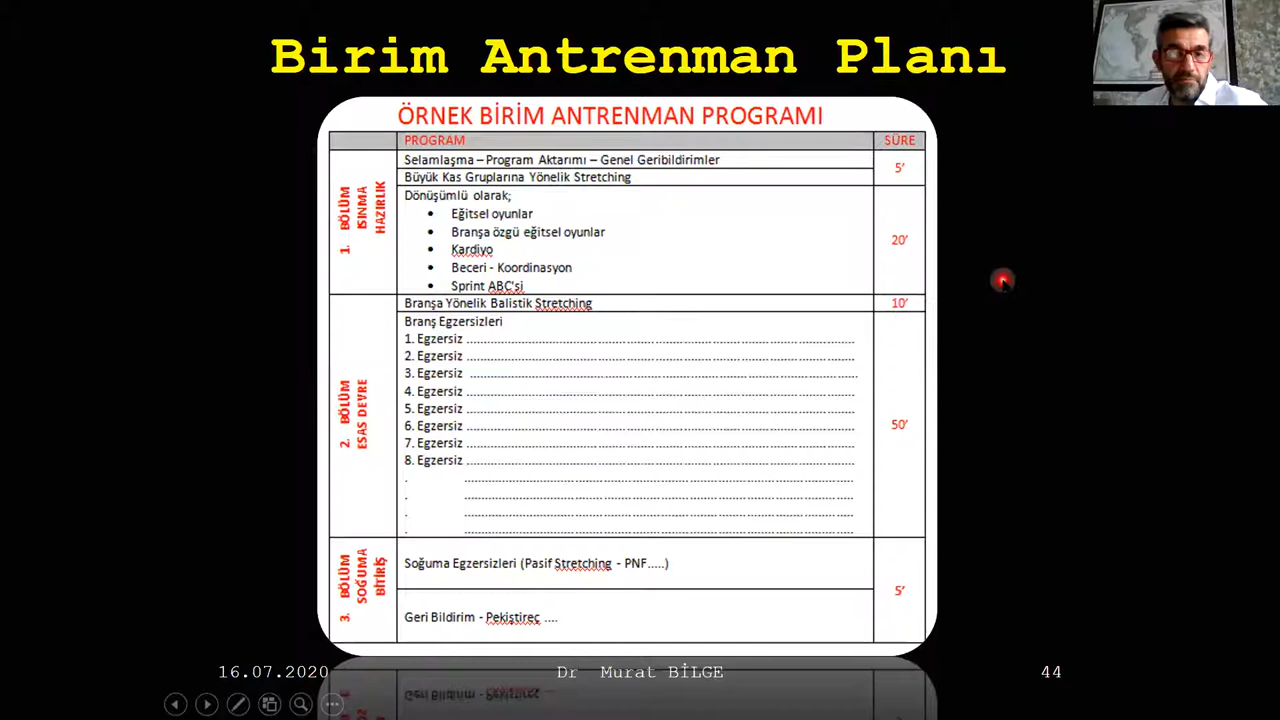 Birim Antrenman Planı
ÖRNEK BİRİM ANTRENMAN PROGRAMI
PROGRAM
SÜRE
1. BÖLÜM
ISINMA
HAZIRLIK
Selamlaşma – Program Aktarımı – Genel Geribildirimler
Büyük Kas Gruplarına Yönelik Stretching
5'
Dönüşümlü olarak;
• Eğitsel oyunlar
• Branşa özgü eğitsel oyunlar
• Kardiyo
• Beceri - Koordinasyon
• Sprint ABC'si
20'
2. BÖLÜM
ESAS DEVRE
Branşa Yönelik Balistik Stretching
10'
Branş Egzersizleri
1. Egzersiz
2. Egzersiz
3. Egzersiz
4. Egzersiz
5. Egzersiz
6. Egzersiz
7. Egzersiz
8. Egzersiz
50'
3. BÖLÜM
SOĞUMA
BİTİRİŞ
Soğuma Egzersizleri (Pasif Stretching - PNF.....)
Geri Bildirim - Pekiştireç ....
5'
16.07.2020
Dr Murat BİLGE
44